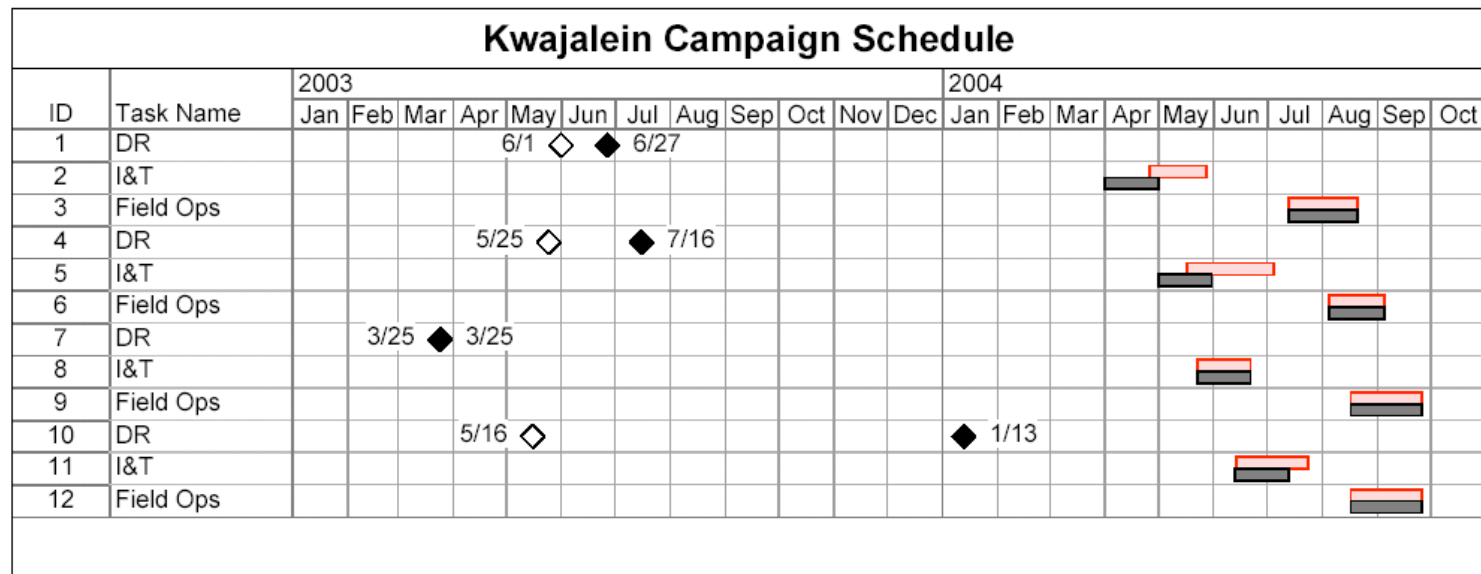 Kwajalein Campaign Schedule
2003 2004
ID Task Name Jan Feb Mar Apr May Jun Jul Aug Sep Oct Nov Dec Jan Feb Mar Apr May Jun Jul Aug Sep Oct
1 DR 6/1 6/27
2 I&T
3 Field Ops
4 DR 5/25 7/16
5 I&T
6 Field Ops
7 DR 3/25 3/25
8 I&T
9 Field Ops
10 DR 5/16 1/13
11 I&T
12 Field Ops